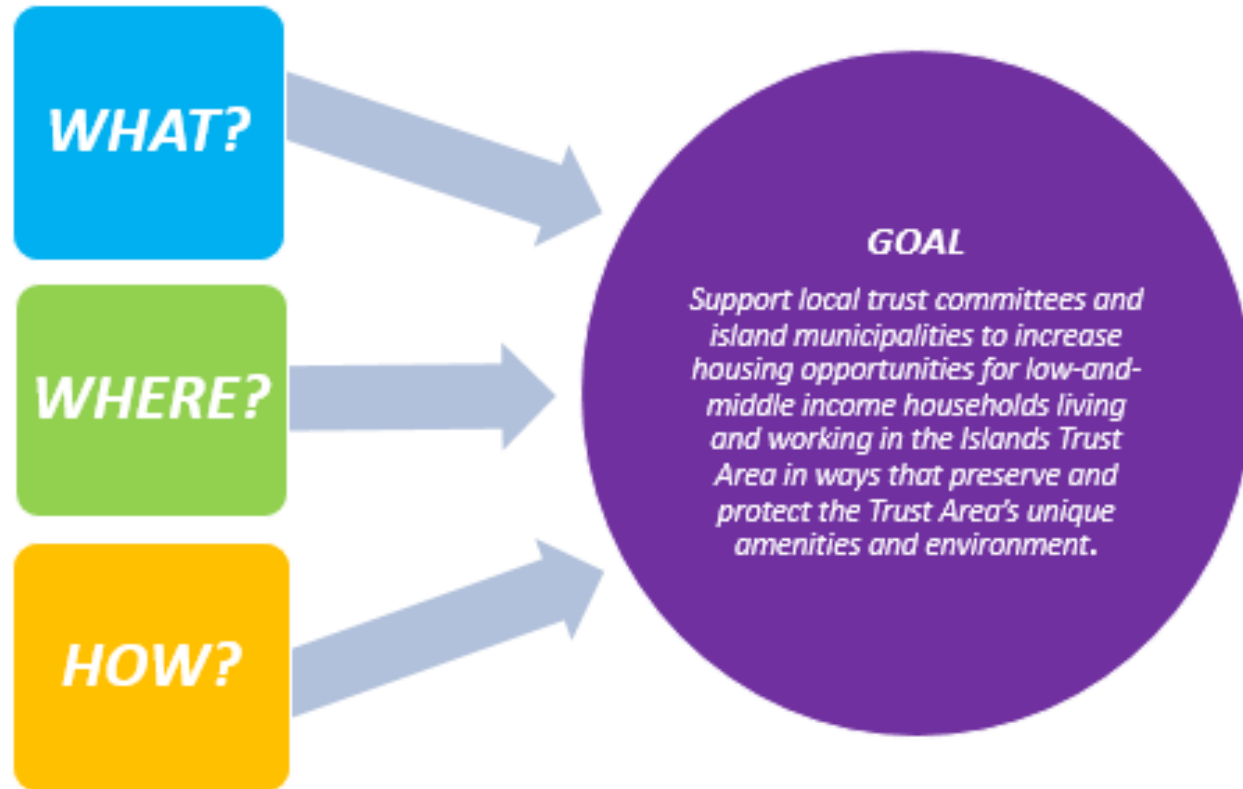 WHAT?
WHERE?
HOW?
GOAL
Support local trust committees and
island municipalities to increase
housing opportunities for low-and-
middle income households living
and working in the Islands Trust
Area in ways that preserve and
protect the Trust Area's unique
amenities and environment.